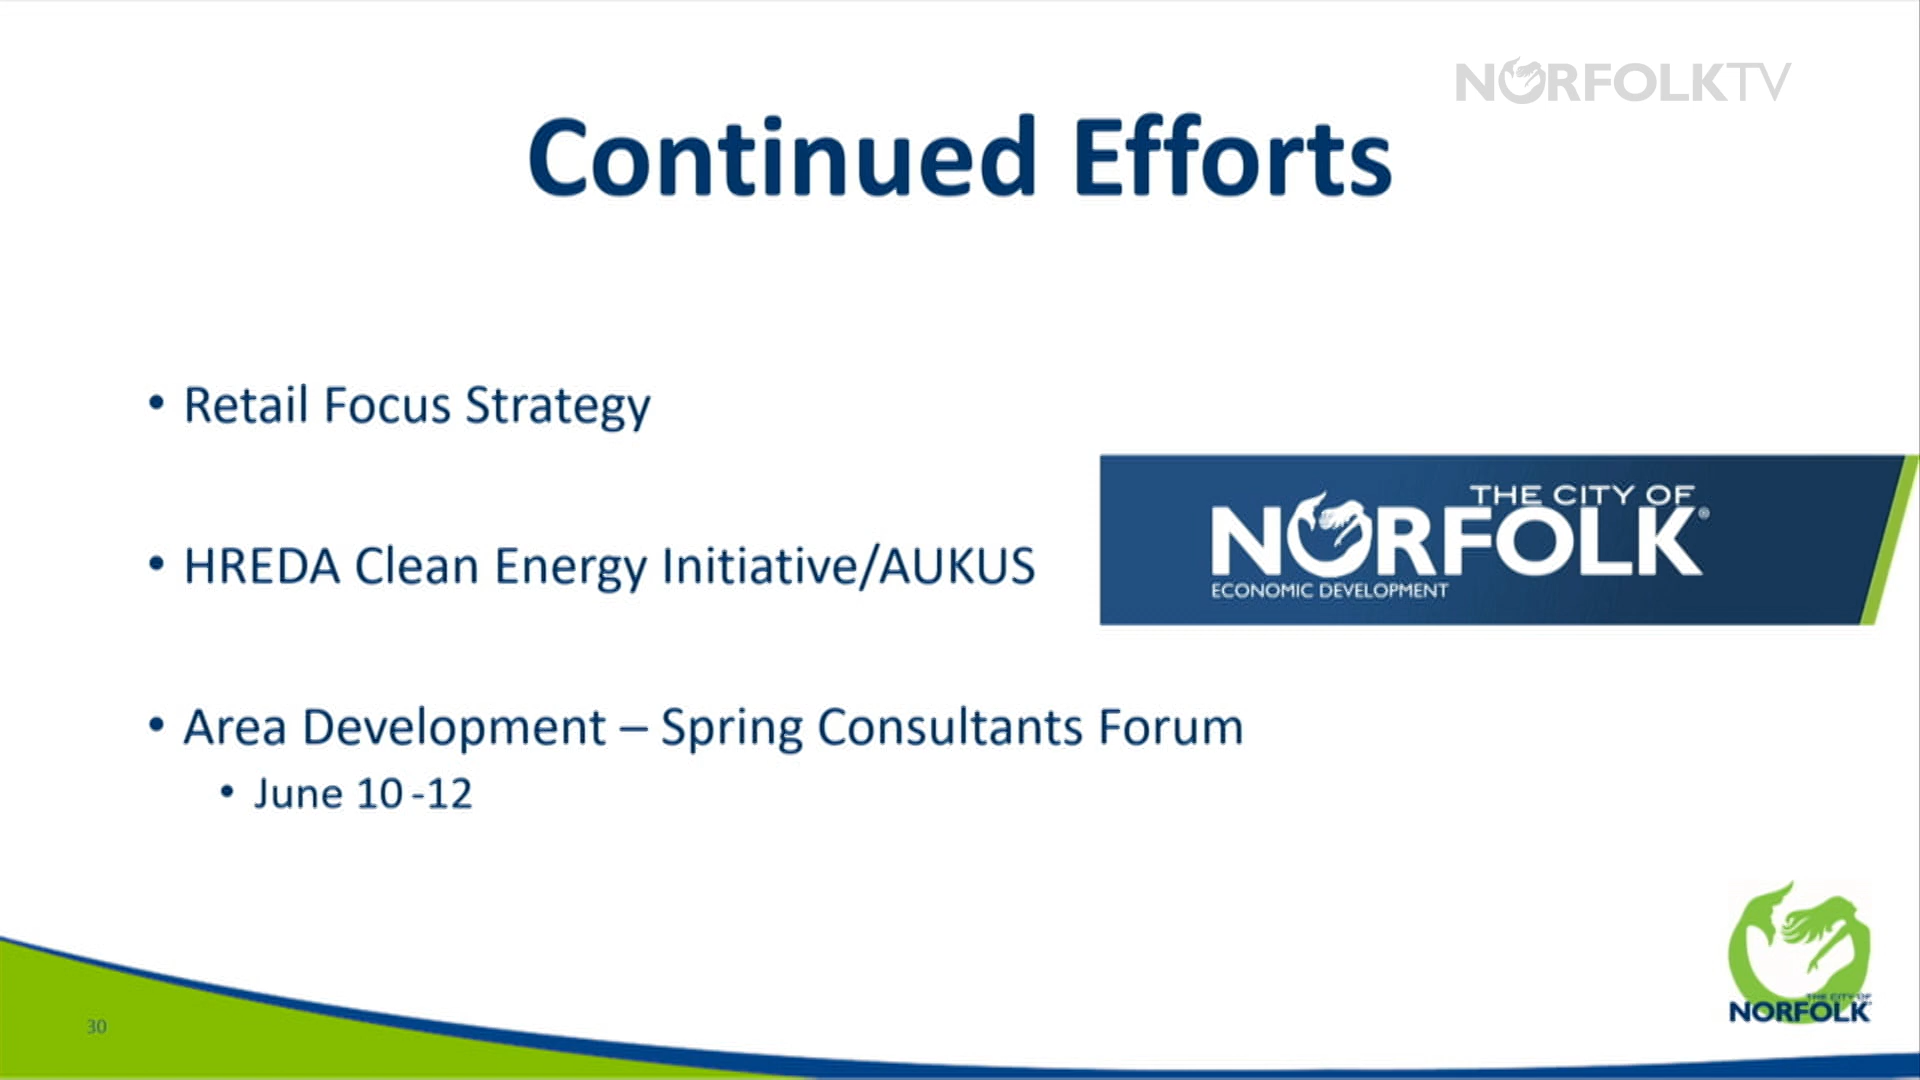 NORFOLKTV
Continued Efforts
• Retail Focus Strategy
• HREDA Clean Energy Initiative/AUKUS
THE CITY OF
NORFOLK®
ECONOMIC DEVELOPMENT
• Area Development – Spring Consultants Forum
• June 10 -12
THE CITY OF
NORFOLK
30